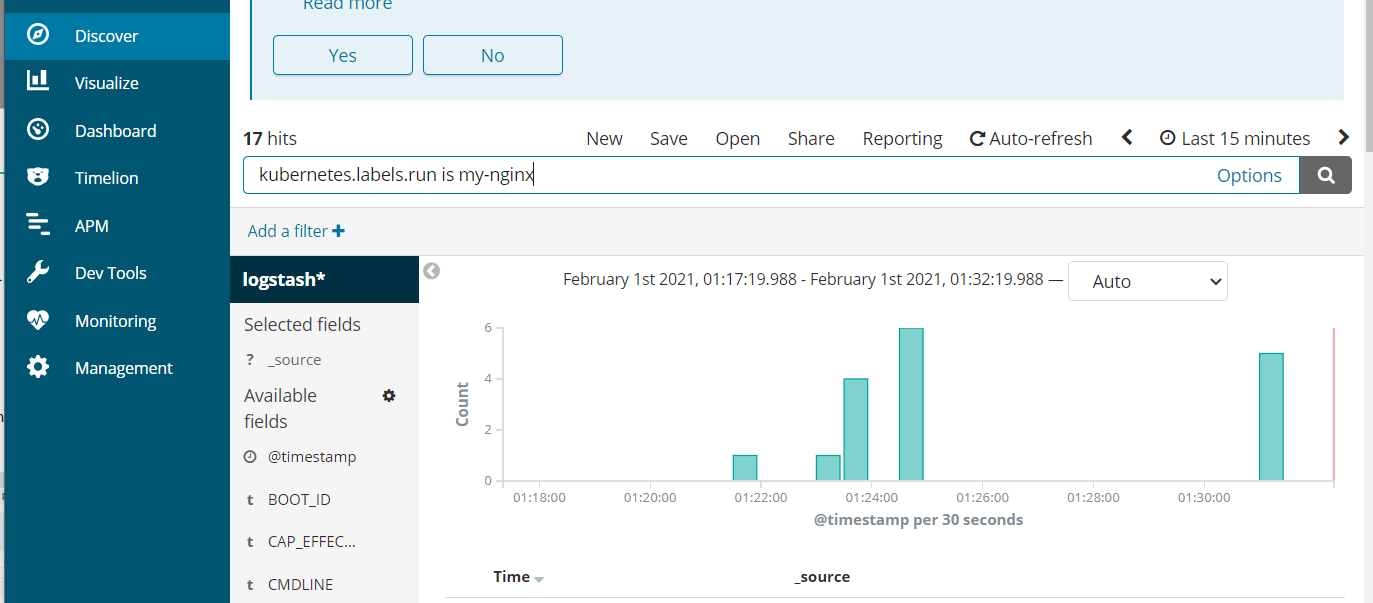 Read more
Yes No
Discover
Visualize
Dashboard
Timelion
APM
Dev Tools
Monitoring
Management
17 hits
New Save Open Share Reporting Auto-refresh Last 15 minutes
kubernetes.labels.run is my-nginx Options
Add a filter
logstash*
Selected fields
? _source
Available
fields
@timestamp
t BOOT_ID
t CAP_EFFEC...
t CMDLINE
February 1st 2021, 01:17:19.988 - February 1st 2021, 01:32:19.988 — Auto
Count
6
4
2
0
01:18:00 01:20:00 01:22:00 01:24:00 01:26:00 01:28:00 01:30:00
@timestamp per 30 seconds
Time _source